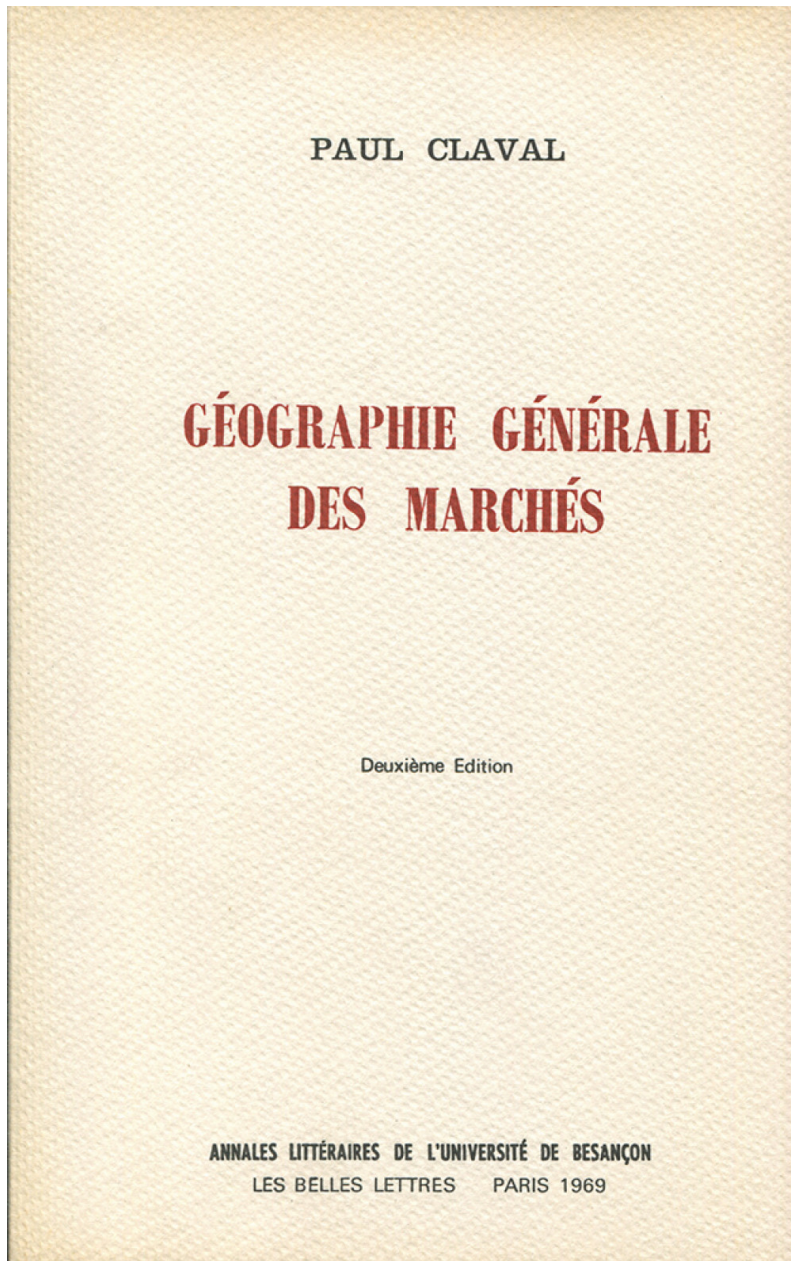 PAUL CLAVAL
GÉOGRAPHIE GÉNÉRALE
DES MARCHÉS
Deuxième Edition
ANNALES LITTÉRAIRES DE L'UNIVERSITÉ DE BESANÇON
LES BELLES LETTRES PARIS 1969